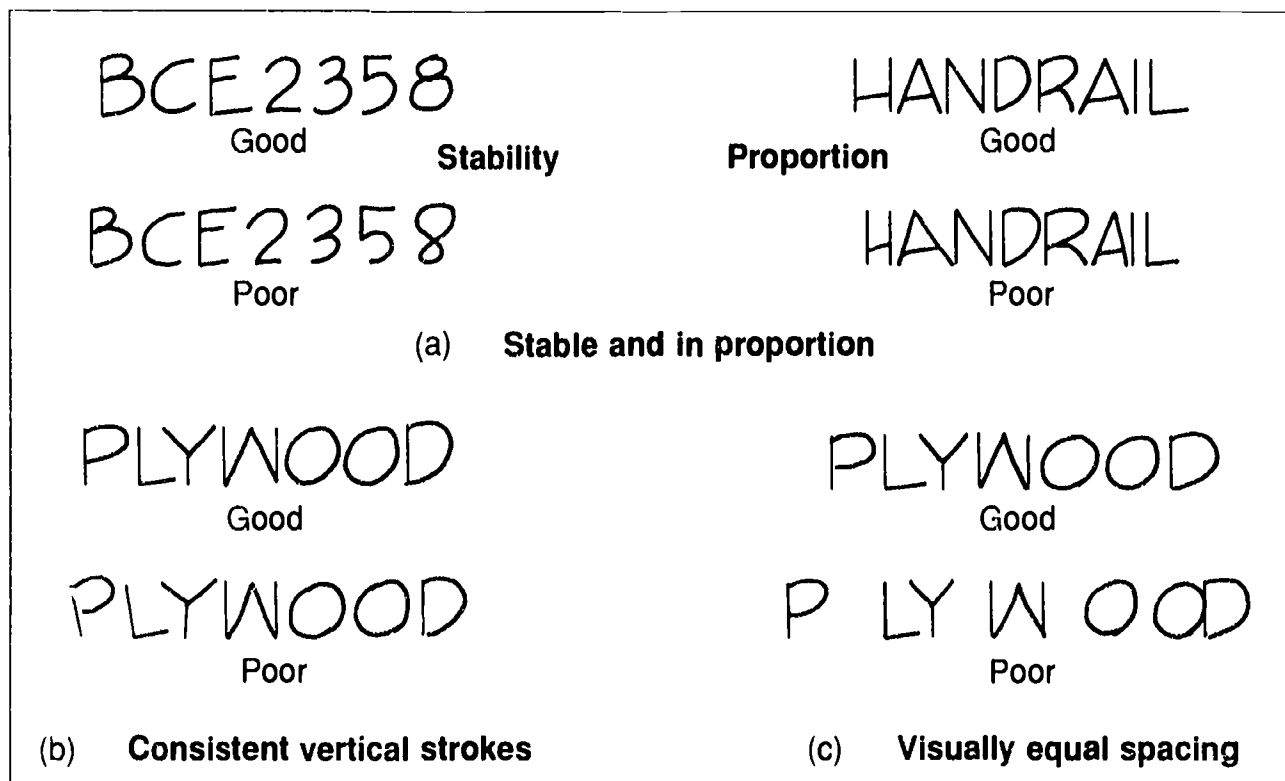 BCE2358 HANDRAIL
Good Good
Stability Proportion
BCE2358 HANDRAIL
Poor Poor
(a) Stable and in proportion
PLYWOOD PLYWOOD
Good Good
PLYWOOD P LY W O OD
Poor Poor
(b) Consistent vertical strokes (c) Visually equal spacing